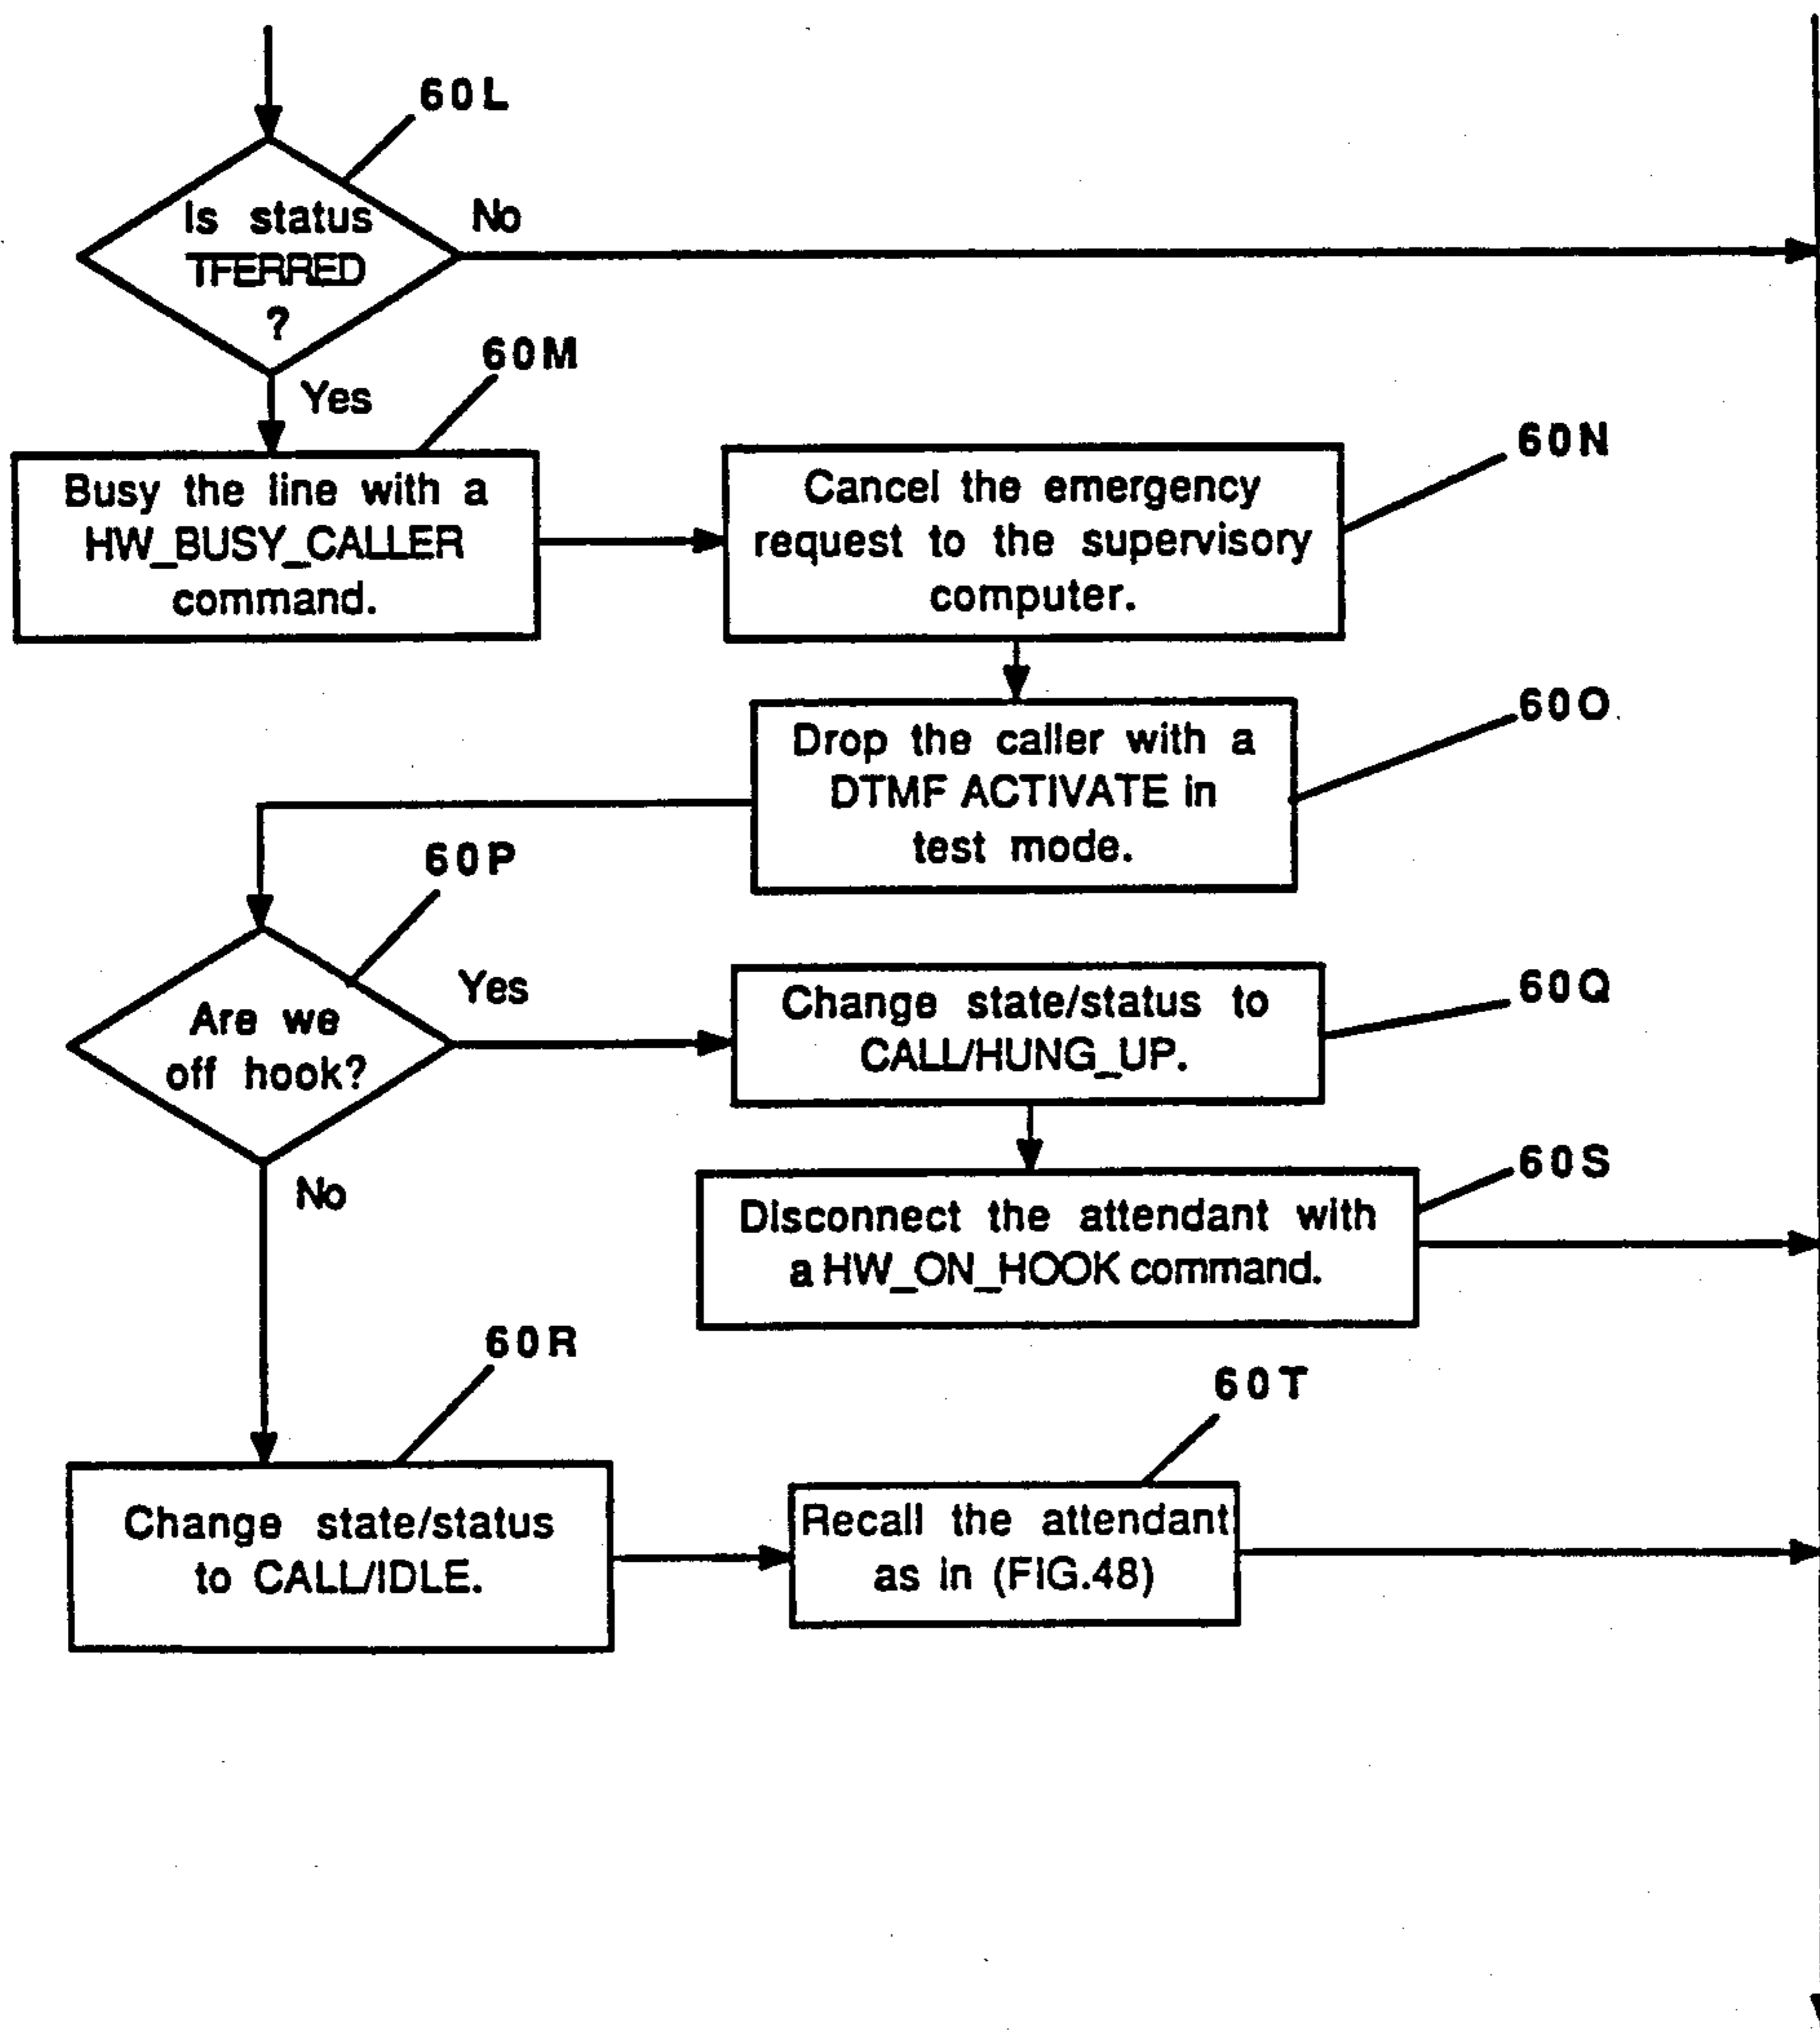 60L
Is status
TFERRED
?
No
Yes
60M
Busy the line with a
HW_BUSY_CALLER
command.
60N
Cancel the emergency
request to the supervisory
computer.
60O
Drop the caller with a
DTMF ACTIVATE in
test mode.
60P
Are we
off hook?
Yes
No
60Q
Change state/status to
CALL/HUNG_UP.
60S
Disconnect the attendant with
a HW_ON_HOOK command.
60R
Change state/status
to CALL/IDLE.
60T
Recall the attendant
as in (FIG.48)